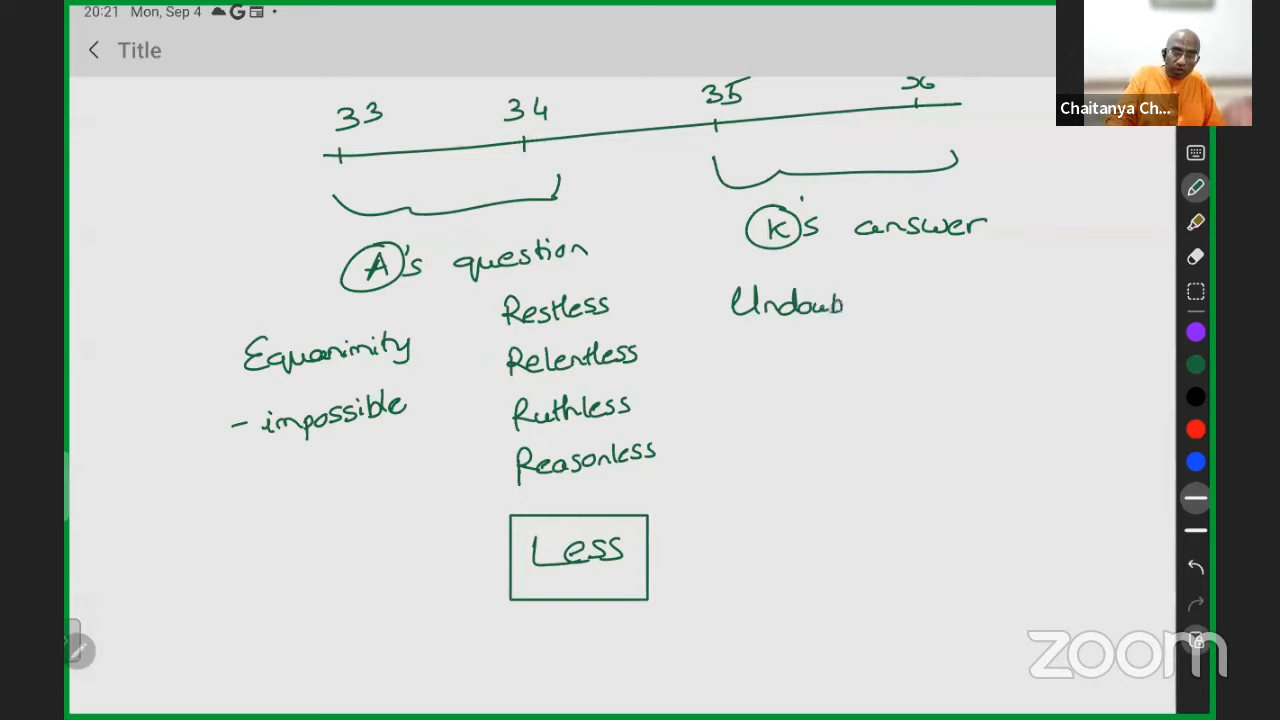 20:21 Mon, Sep 4
Title
Chaitanya Ch...
33 34 35 36
A's question
K's answer
Restless
Undoub
Equanimity
Relentless
- impossible
Ruthless
Reasonless
Less
zoom